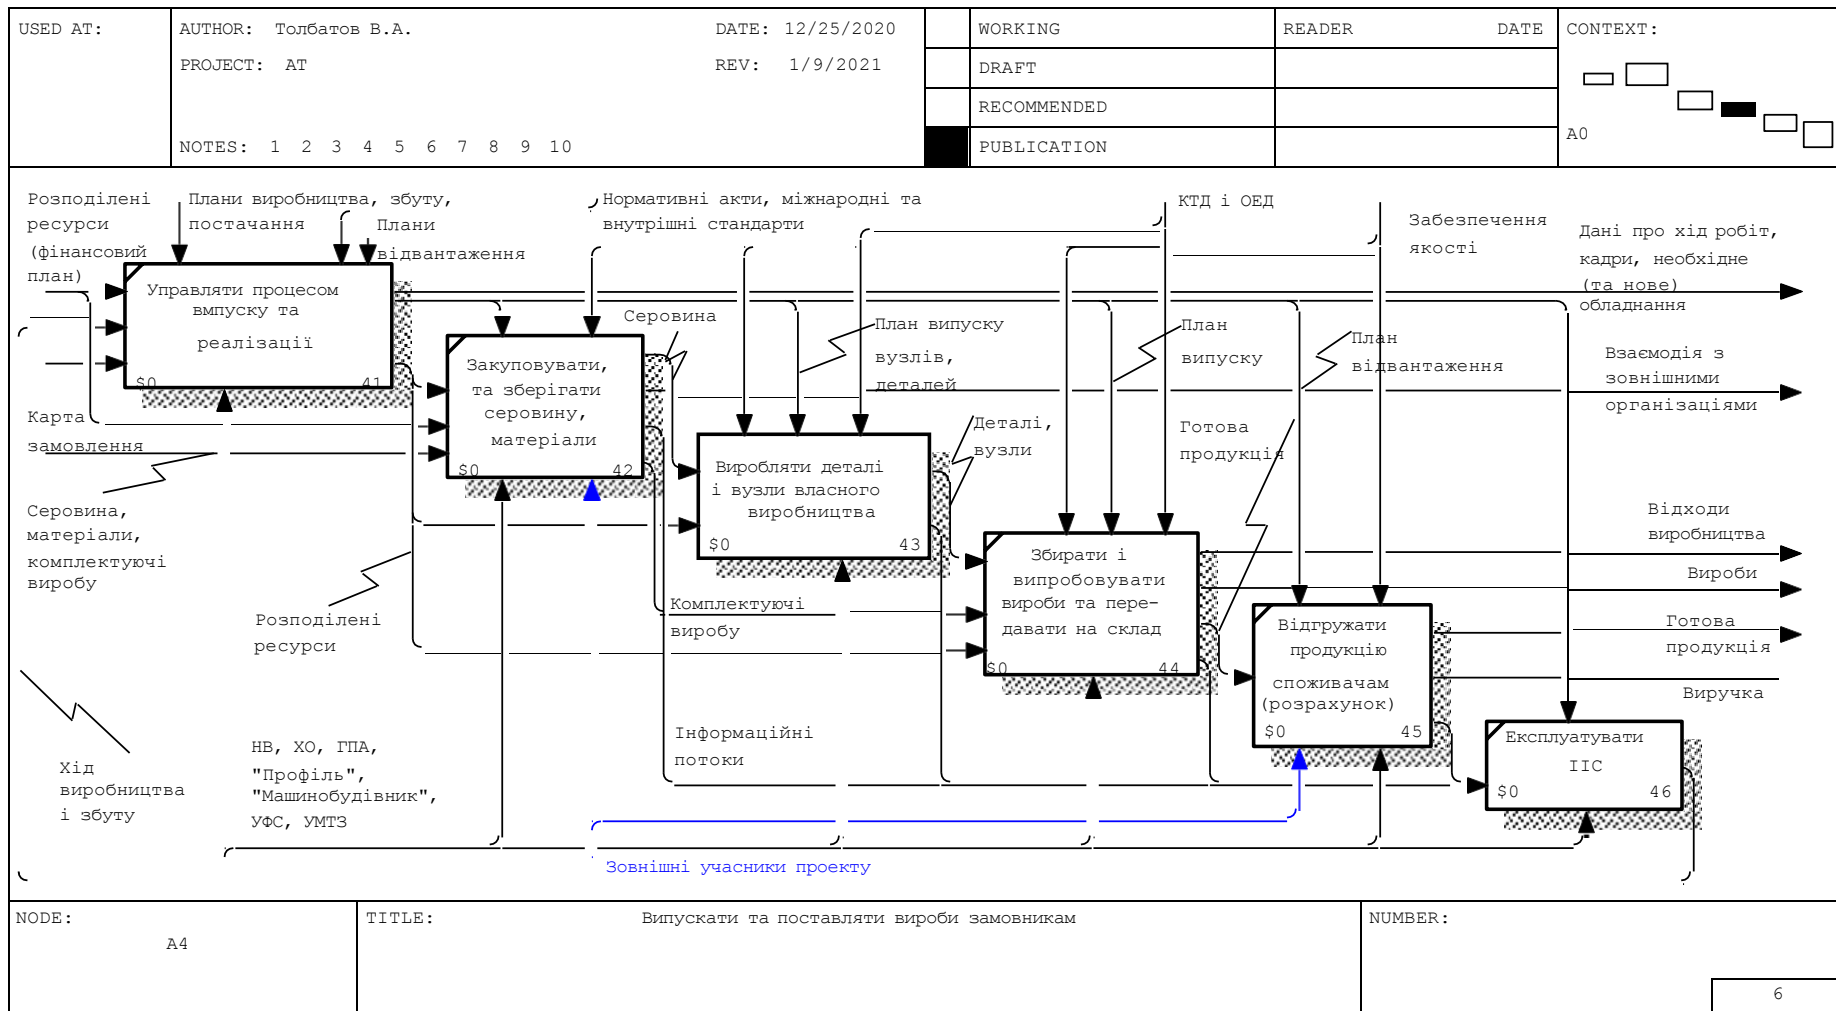 USED AT:
AUTHOR: Толбатов В.А.
DATE: 12/25/2020
PROJECT: АТ
REV: 1/9/2021
NOTES: 1 2 3 4 5 6 7 8 9 10
WORKING
DRAFT
RECOMMENDED
PUBLICATION
READER DATE
CONTEXT:
A0
Розподілені
ресурси
(фінансовий
план)
Плани виробництва, збуту,
постачання
Плани
відвантаження
Нормативні акти, міжнародні та
внутрішні стандарти
КТД і ОЕД
Забезпечення
якості
Дані про хід робіт,
кадри, необхідне
(та нове)
обладнання
Управляти процесом
вмпуску та
реалізації
$0 41
Серовина
План випуску
вузлів,
деталей
План
випуску
План
відвантаження
Взаємодія з
зовнішними
організаціями
Закуповувати,
та зберігати
серовину,
матеріали
$0 42
Карта
замовлення
Деталі,
вузли
Готова
продукція
Виробляти деталі
і вузли власного
виробництва
$0 43
Серовина,
матеріали,
комплектуючі
виробу
Відходи
виробництва
Збирати і
випробовувати
вироби та пере-
давати на склад
$0 44
Вироби
Розподілені
ресурси
Комплектуючі
виробу
Готова
продукція
Відгружати
продукцію
споживачам
(розрахунок)
$0 45
Виручка
Хід
виробництва
і збуту
НВ, ХО, ГПА,
"Профіль",
"Машинобудівник",
УФС, УМТЗ
Інформаційні
потоки
Експлуатувати
ІІС
$0 46
Зовнішні учасники проекту
NODE:
A4
TITLE:
Випускати та поставляти вироби замовникам
NUMBER:
6